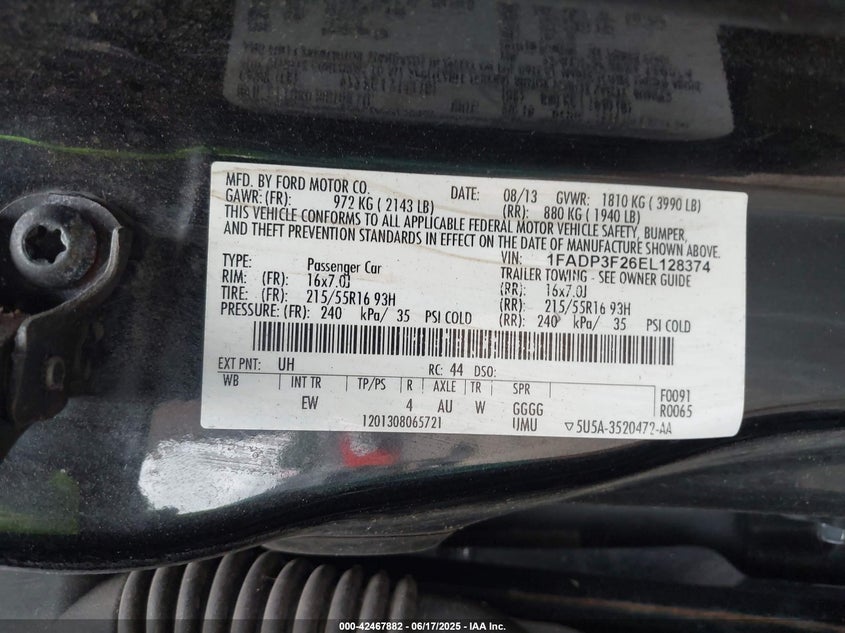 MFD. BY FORD MOTOR CO. DATE: 08/13 GVWR: 1810 KG ( 3990 LB)
GAWR: (FR): 972 KG ( 2143 LB) (RR): 880 KG ( 1940 LB)
THIS VEHICLE CONFORMS TO ALL APPLICABLE FEDERAL MOTOR VEHICLE SAFETY, BUMPER,
AND THEFT PREVENTION STANDARDS IN EFFECT ON THE DATE OF MANUFACTURE SHOWN ABOVE.
VIN: 1FADP3F26EL128374
TYPE: Passenger Car TRAILER TOWING - SEE OWNER GUIDE
RIM: (FR): 16x7.0J (RR): 16x7.0J
TIRE: (FR): 215/55R16 93H (RR): 215/55R16 93H
PRESSURE: (FR): 240 kPa/ 35 PSI COLD (RR): 240 kPa/ 35 PSI COLD
EXT PNT: UH RC: 44 DSO:
WB INT TR TP/PS R AXLE TR SPR F0091
EW 4 AU W GGGG R0065
1201308065721 UMU ▽5U5A-3520472-AA
000-42467882 - 06/17/2025 - IAA Inc.